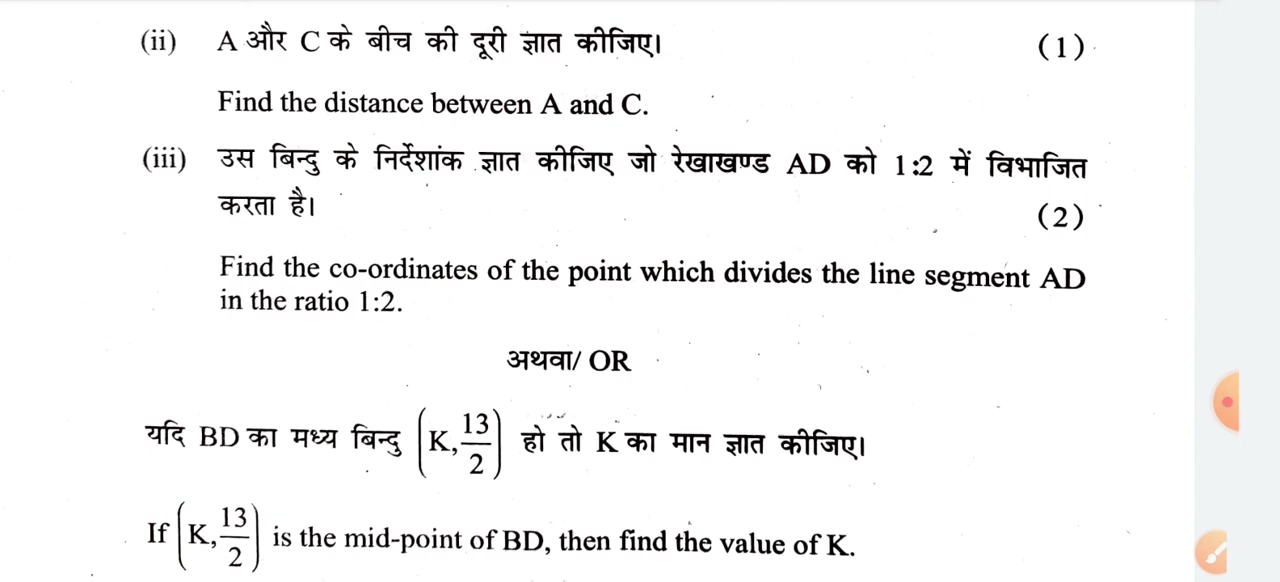 (ii) A और C के बीच की दूरी ज्ञात कीजिए। (1)
Find the distance between A and C.
(iii) उस बिन्दु के निर्देशांक ज्ञात कीजिए जो रेखाखण्ड AD को 1:2 में विभाजित
करता है। (2)
Find the co-ordinates of the point which divides the line segment AD
in the ratio 1:2.
अथवा/ OR
यदि BD का मध्य बिन्दु (K, 13/2) हो तो K का मान ज्ञात कीजिए।
If (K, 13/2) is the mid-point of BD, then find the value of K.